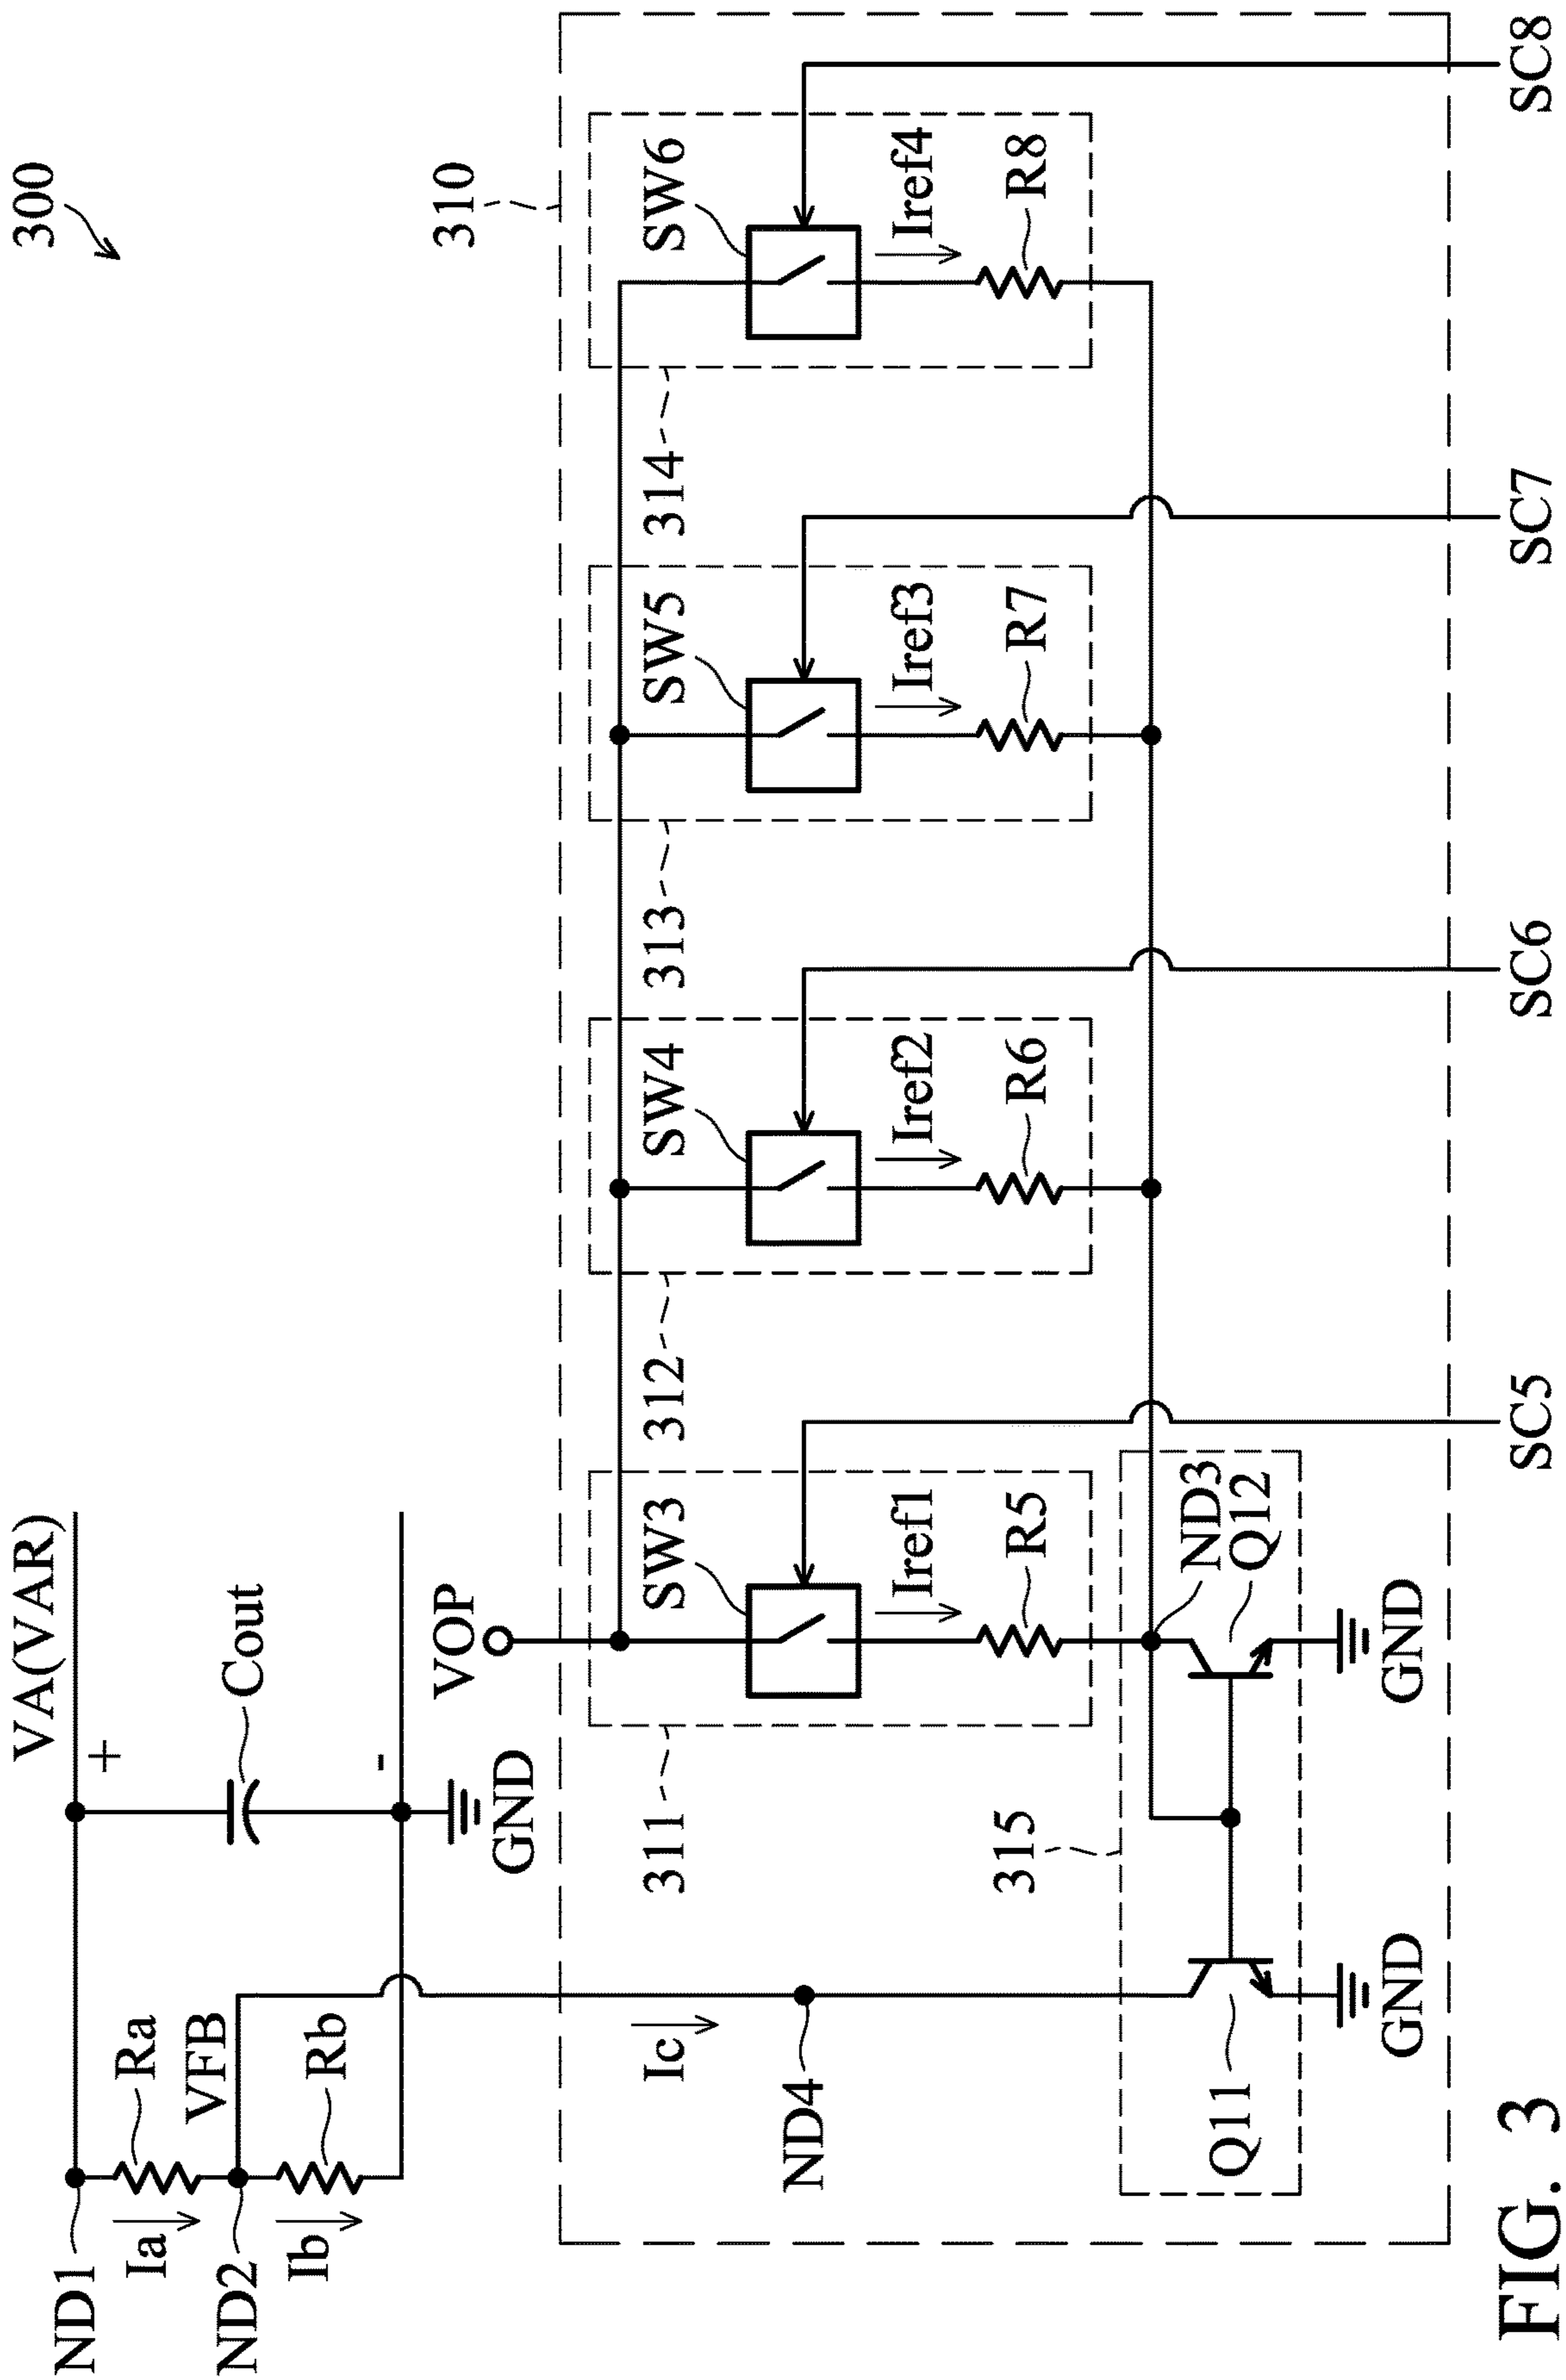 300
VA(VAR)
ND1
+
Cout
Ra
Ia
VFB
ND2
Rb
Ib
-
GND
VOP
310
311
312
313
314
SW3
SW4
SW5
SW6
Ic
Iref1
Iref2
Iref3
Iref4
ND4
R5
R6
R7
R8
315
ND3
Q11
Q12
GND
GND
SC5
SC6
SC7
SC8
FIG. 3